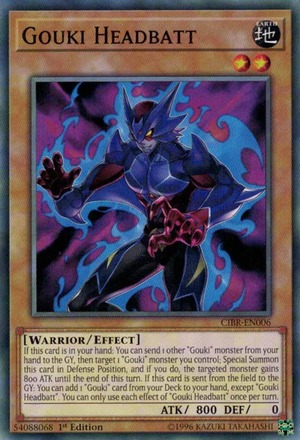 GOUKI HEADBATT
EARTH
地
CIBR-EN006
[WARRIOR/EFFECT]
If this card is in your hand: You can send 1 other "Gouki" monster from your
hand to the GY, then target 1 "Gouki" monster you control; Special Summon
this card in Defense Position, and if you do, the targeted monster gains
800 ATK until the end of this turn. If this card is sent from the field to the
GY: You can add 1 "Gouki" card from your Deck to your hand, except "Gouki
Headbatt". You can only use each effect of "Gouki Headbatt" once per turn.
ATK/ 800 DEF/ 0
54088068 1st Edition ©1996 KAZUKI TAKAHASHI